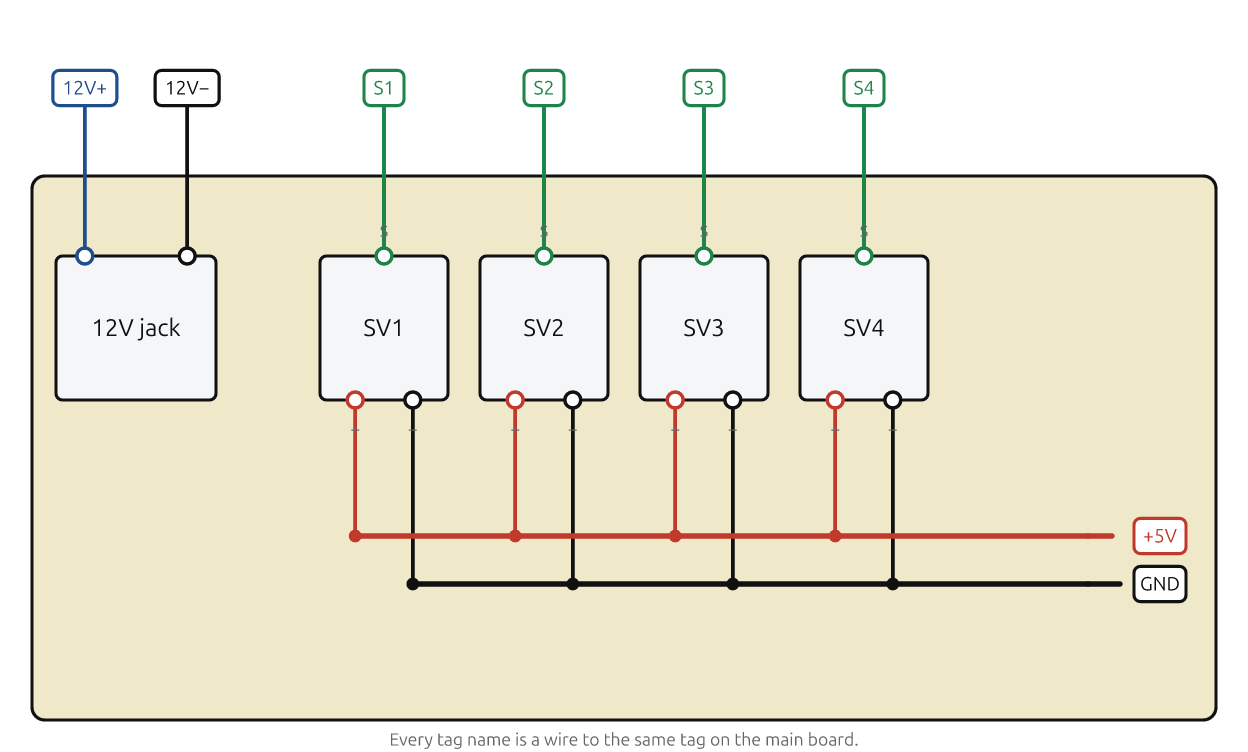 12V+ 12V– S1 S2 S3 S4
S S S S
12V jack SV1 SV2 SV3 SV4
+ – + – + – + –
+5V
GND
Every tag name is a wire to the same tag on the main board.